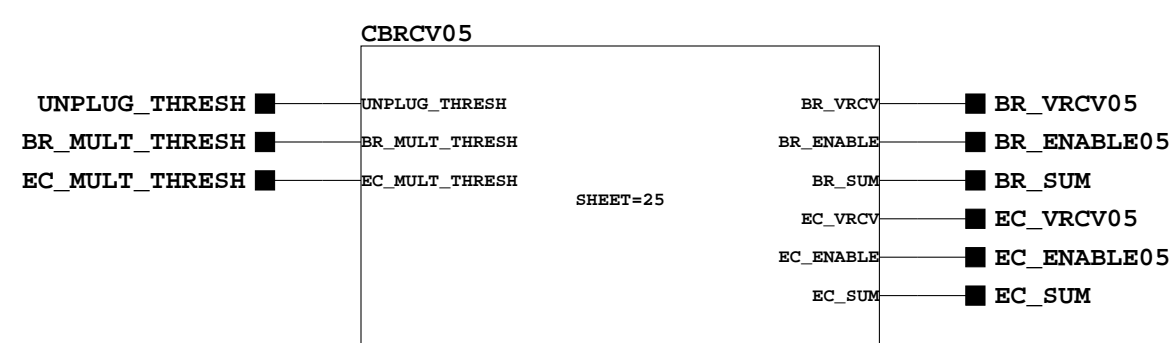 CBRCV05
UNPLUG_THRESH UNPLUG_THRESH BR_VRCV BR_VRCV05
BR_MULT_THRESH BR_MULT_THRESH BR_ENABLE BR_ENABLE05
EC_MULT_THRESH EC_MULT_THRESH BR_SUM BR_SUM
SHEET=25
EC_VRCV EC_VRCV05
EC_ENABLE EC_ENABLE05
EC_SUM EC_SUM